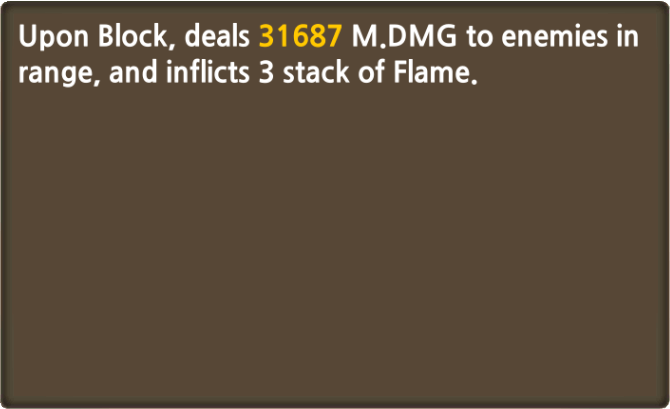 Upon Block, deals 31687 M.DMG to enemies in
range, and inflicts 3 stack of Flame.